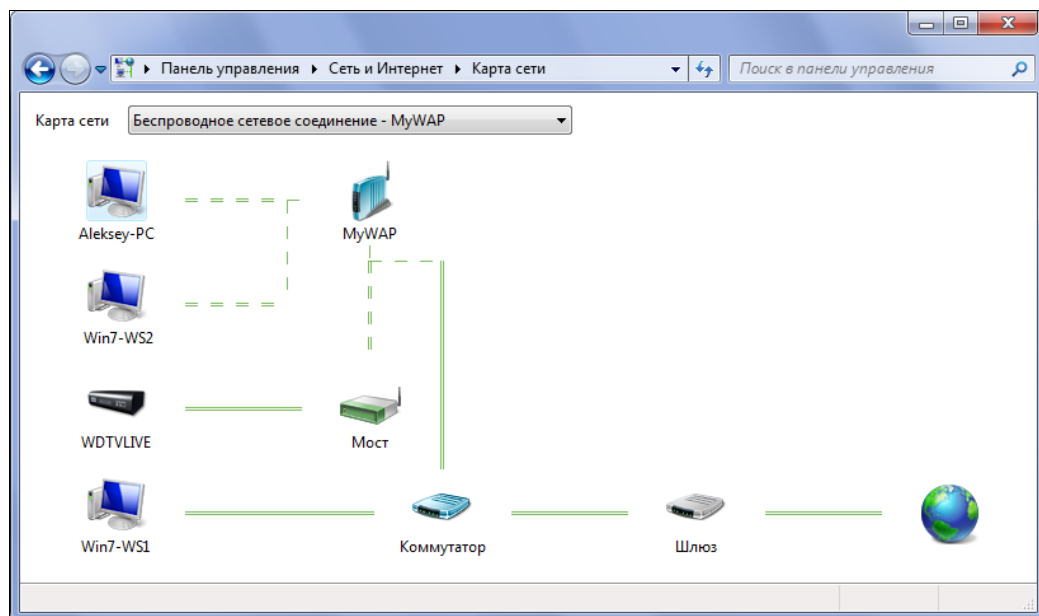 Панель управления
Сеть и Интернет
Карта сети
Поиск в панели управления
Карта сети
Беспроводное сетевое соединение - MyWAP
Aleksey-PC
MyWAP
Win7-WS2
WDTVLIVE
Мост
Win7-WS1
Коммутатор
Шлюз